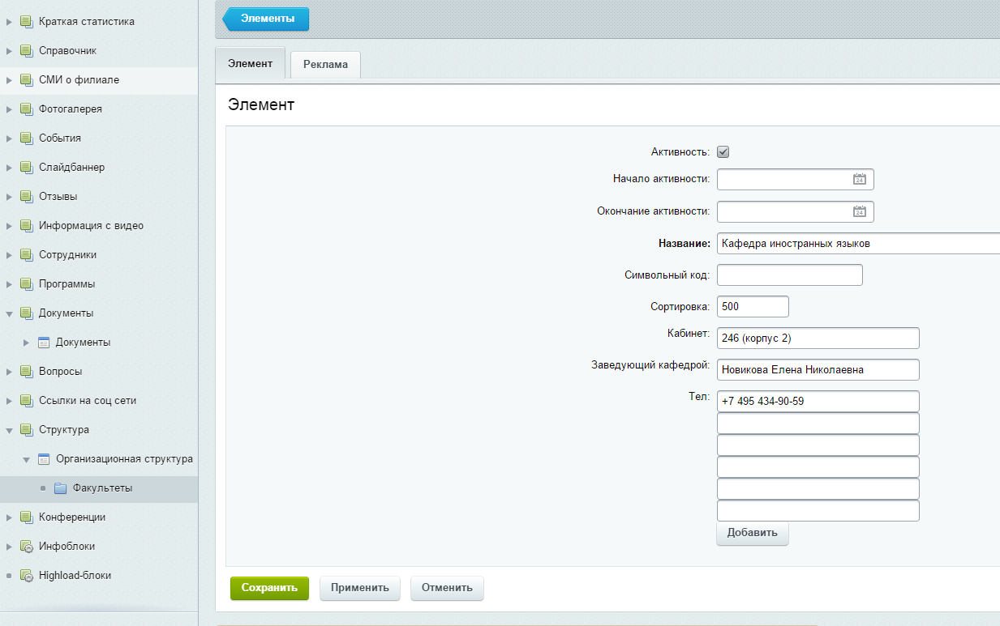 Краткая статистика
Справочник
СМИ о филиале
Фотогалерея
События
Слайдбаннер
Отзывы
Информация с видео
Сотрудники
Программы
Документы
Документы
Вопросы
Ссылки на соц сети
Структура
Организационная структура
Факультеты
Конференции
Инфоблоки
Highload-блоки
Элементы
Элемент
Реклама
Элемент
Активность:
Начало активности:
24
Окончание активности:
24
Название: Кафедра иностранных языков
Символьный код:
Сортировка: 500
Кабинет: 246 (корпус 2)
Заведующий кафедрой: Новикова Елена Николаевна
Тел: +7 495 434-90-59
Добавить
Сохранить Применить Отменить